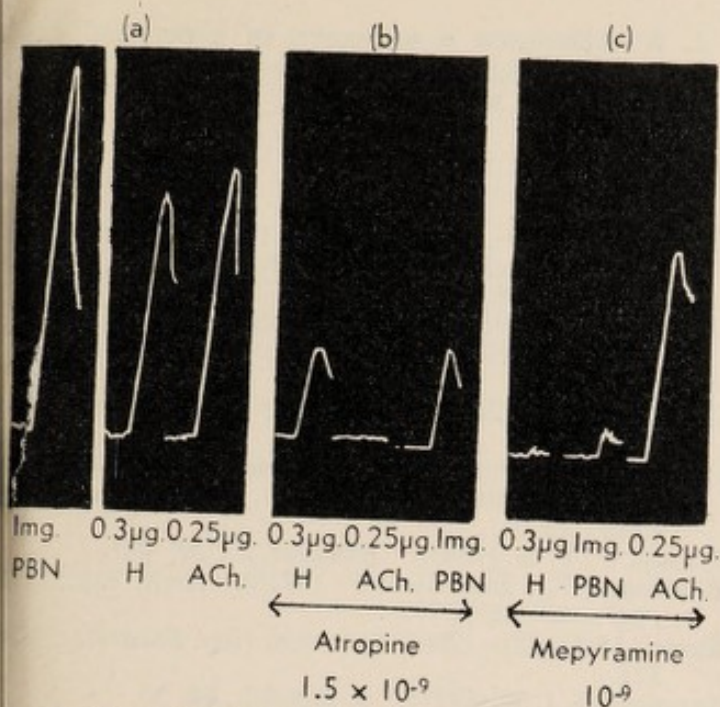 (a) (b) (c)
1mg. 0.3µg. 0.25µg. 0.3µg. 0.25µg. 1mg. 0.3µg 1mg. 0.25µg.
PBN H ACh. H ACh. PBN H PBN ACh.
Atropine Mepyramine
1.5 × 10-9 10-9